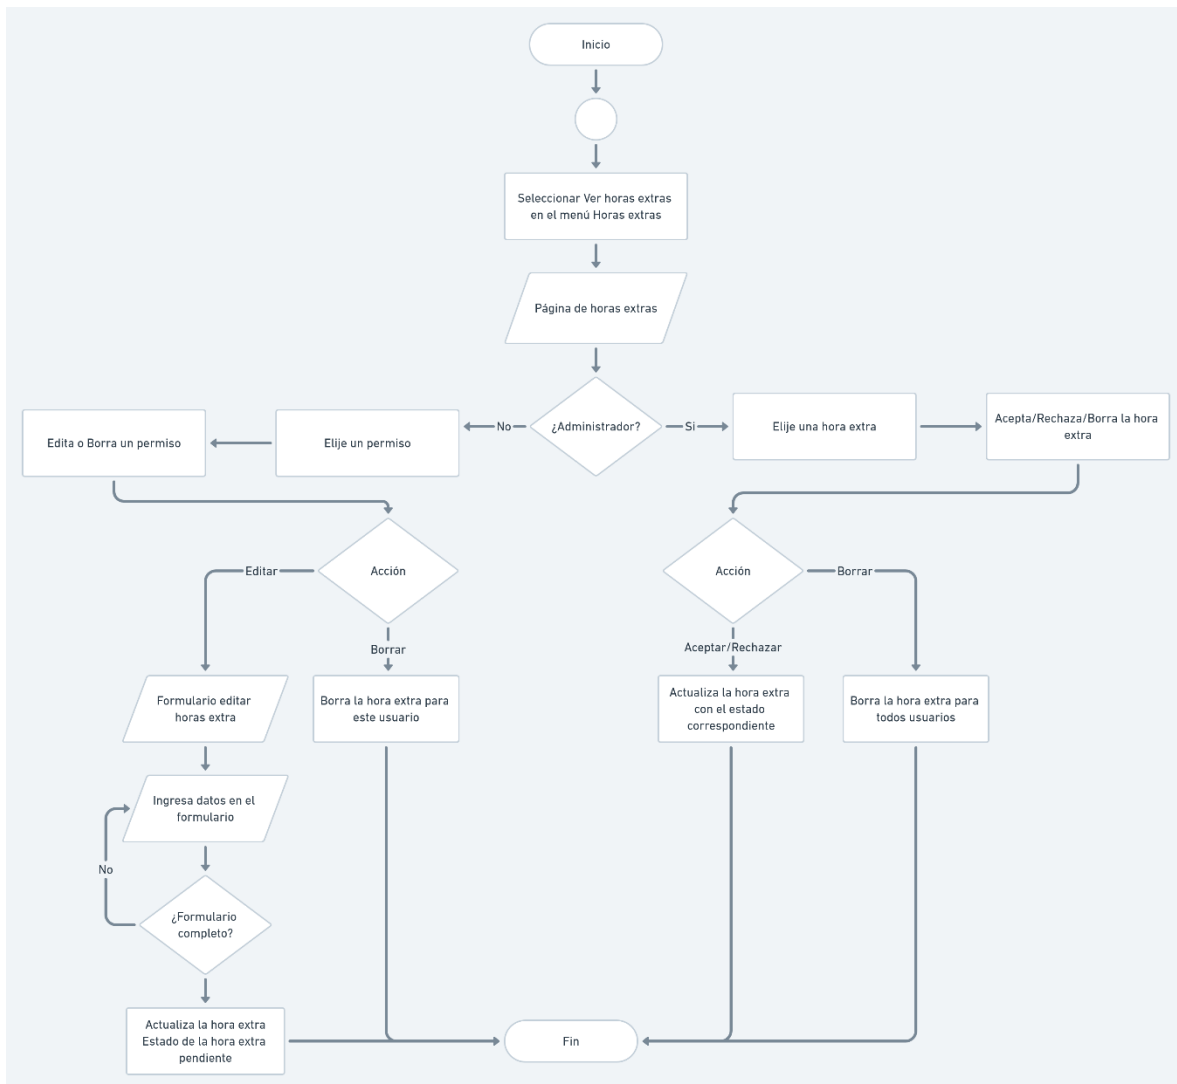 Inicio
Seleccionar Ver horas extras
en el menú Horas extras
Página de horas extras
¿Administrador?
No
Si
Elije un permiso
Edita o Borra un permiso
Elije una hora extra
Acepta/Rechaza/Borra la hora
extra
Acción
Editar
Borrar
Acción
Borrar
Aceptar/Rechazar
Formulario editar
horas extra
Borra la hora extra para
este usuario
Actualiza la hora extra
con el estado
correspondiente
Borra la hora extra para
todos usuarios
Ingresa datos en el
formulario
No
¿Formulario
completo?
Actualiza la hora extra
Estado de la hora extra
pendiente
Fin